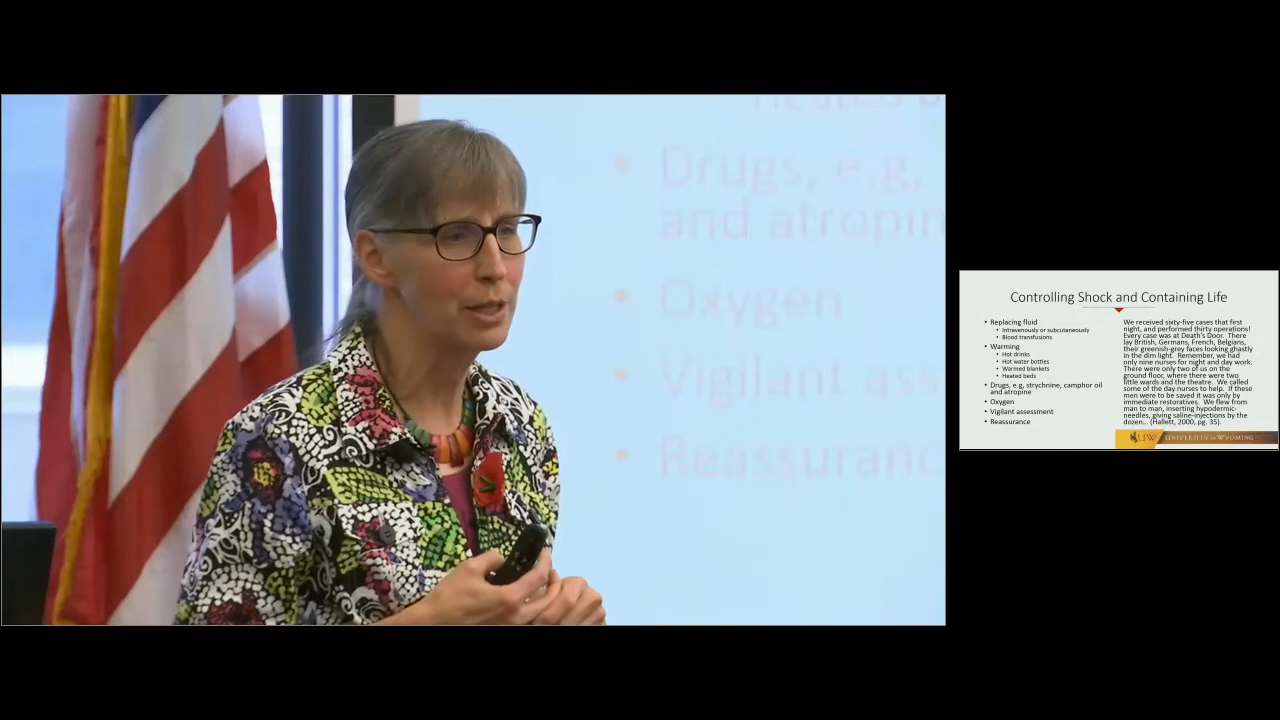 Heated b
• Drugs, e.g.
and atropin
• Oxygen
• Vigilant ass
• Reassuranc
Controlling Shock and Containing Life
• Replacing fluid
• Intravenously or subcutaneously
• Blood transfusions
• Warming
• Hot drinks
• Hot water bottles
• Warmed blankets
• Heated beds
• Drugs, e.g, strychnine, camphor oil
and atropine
• Oxygen
• Vigilant assessment
• Reassurance
We received sixty-five cases that first
night, and performed thirty operations!
Every case was at Death's Door. There
lay British, Germans, French, Belgians,
their greenish-grey faces looking ghastly
in the dim light. Remember, we had
only nine nurses for night and day work.
There were only two of us on the
ground floor, where there were two
little wards and the theatre. We called
some of the day nurses to help. If these
men were to be saved it was only by
immediate restoratives. We flew from
man to man, inserting hypodermic-
needles, giving saline-injections by the
dozen... (Hallett, 2000, pg. 35).
UW UNIVERSITY OF WYOMING